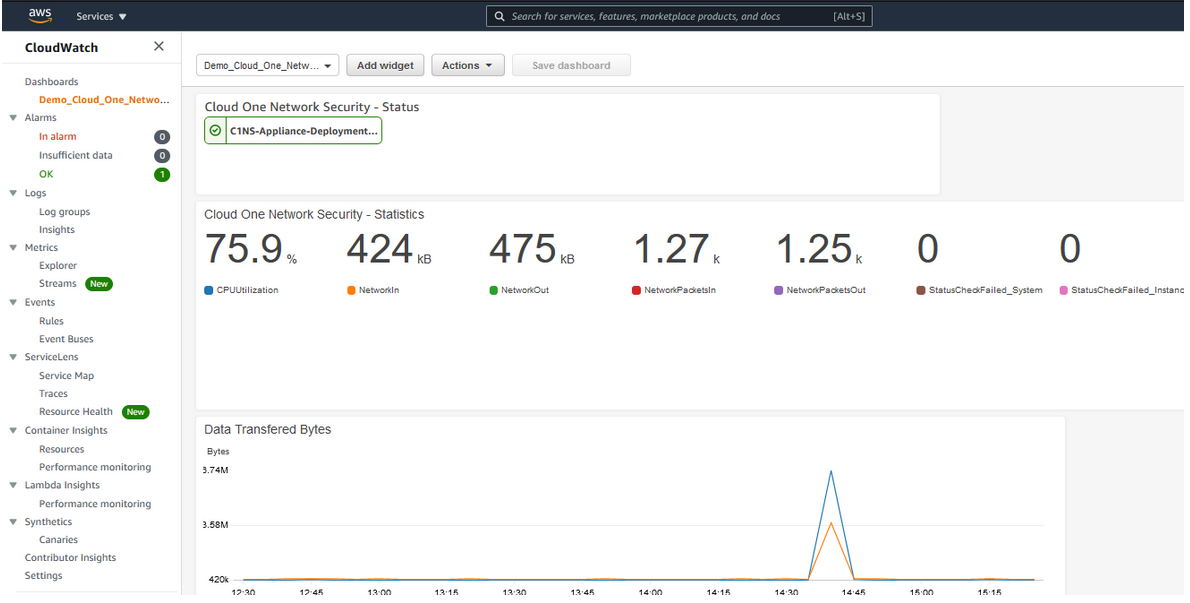 aws Services Search for services, features, marketplace products, and docs [Alt+S]
CloudWatch
Dashboards
Demo_Cloud_One_Netwo...
Alarms
In alarm 0
Insufficient data 0
OK 1
Logs
Log groups
Insights
Metrics
Explorer
Streams New
Events
Rules
Event Buses
ServiceLens
Service Map
Traces
Resource Health New
Container Insights
Resources
Performance monitoring
Lambda Insights
Performance monitoring
Synthetics
Canaries
Contributor Insights
Settings
Demo_Cloud_One_Netw... Add widget Actions Save dashboard
Cloud One Network Security - Status
C1NS-Appliance-Deployment...
Cloud One Network Security - Statistics
75.9 % 424 kB 475 kB 1.27 k 1.25 k 0 0
CPUUtilization NetworkIn NetworkOut NetworkPacketsIn NetworkPacketsOut StatusCheckFailed_System StatusCheckFailed_Instanc
Data Transfered Bytes
Bytes
.74M
3.58M
420k
12:30 12:45 13:00 13:15 13:30 13:45 14:00 14:15 14:30 14:45 15:00 15:15